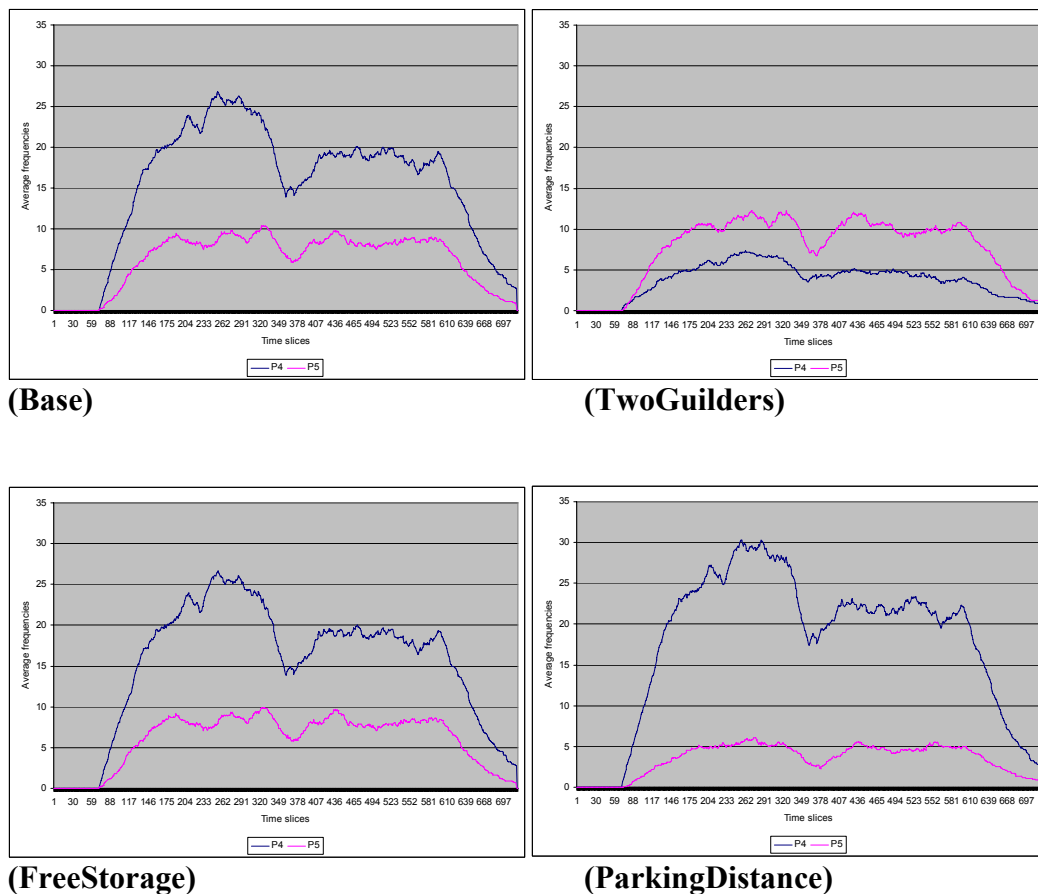 35
30
25
20
15
10
5
0
Average frequencies
1 30 59 88 117 146 175 204 233 262 291 320 349 378 407 436 465 494 523 552 581 610 639 668 697
Time slices
P4 P5
(Base)
35
30
25
20
15
10
5
0
Average frequencies
1 30 59 88 117 146 175 204 233 262 291 320 349 378 407 436 465 494 523 552 581 610 639 668 697
Time slices
P4 P5
(TwoGuilders)
35
30
25
20
15
10
5
0
Average frequencies
1 30 59 88 117 146 175 204 233 262 291 320 349 378 407 436 465 494 523 552 581 610 639 668 697
Time slices
P4 P5
(FreeStorage)
35
30
25
20
15
10
5
0
Average frequencies
1 30 59 88 117 146 175 204 233 262 291 320 349 378 407 436 465 494 523 552 581 610 639 668 697
Time slices
P4 P5
(ParkingDistance)